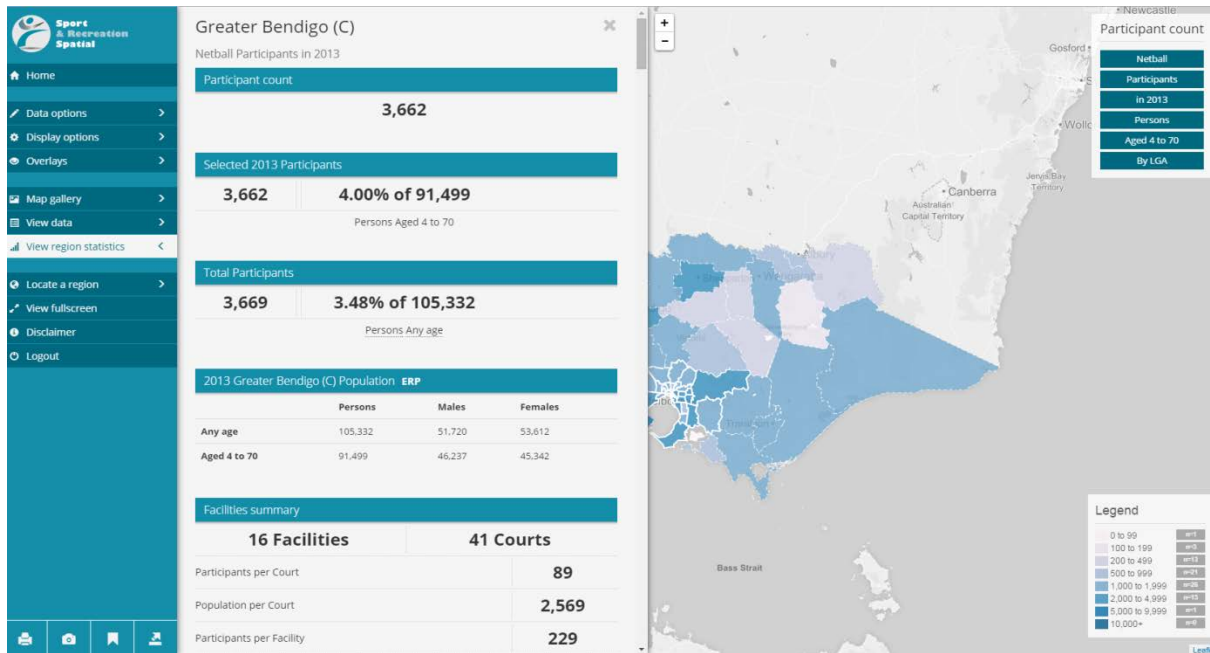 Sport
& Recreation
Spatial
Home
Data options
Display options
Overlays
Map gallery
View data
View region statistics
Locate a region
View fullscreen
Disclaimer
Logout
Greater Bendigo (C)
Netball Participants in 2013
Participant count
3,662
Selected 2013 Participants
3,662 4.00% of 91,499
Persons Aged 4 to 70
Total Participants
3,669 3.48% of 105,332
Persons Any age
2013 Greater Bendigo (C) Population ERP
Persons Males Females
Any age 105,332 51,720 53,612
Aged 4 to 70 91,499 46,237 45,342
Facilities summary
16 Facilities 41 Courts
Participants per Court 89
Population per Court 2,569
Participants per Facility 229
+
−
Newcastle
Gosford
Canberra
Australian
Capital Territory
Jervis Bay
Territory
Albury
Bass Strait
Participant count
Netball
Participants
in 2013
Persons
Aged 4 to 70
By LGA
Legend
0 to 99
100 to 199
200 to 499
500 to 999
1,000 to 1,999
2,000 to 4,999
5,000 to 9,999
10,000+